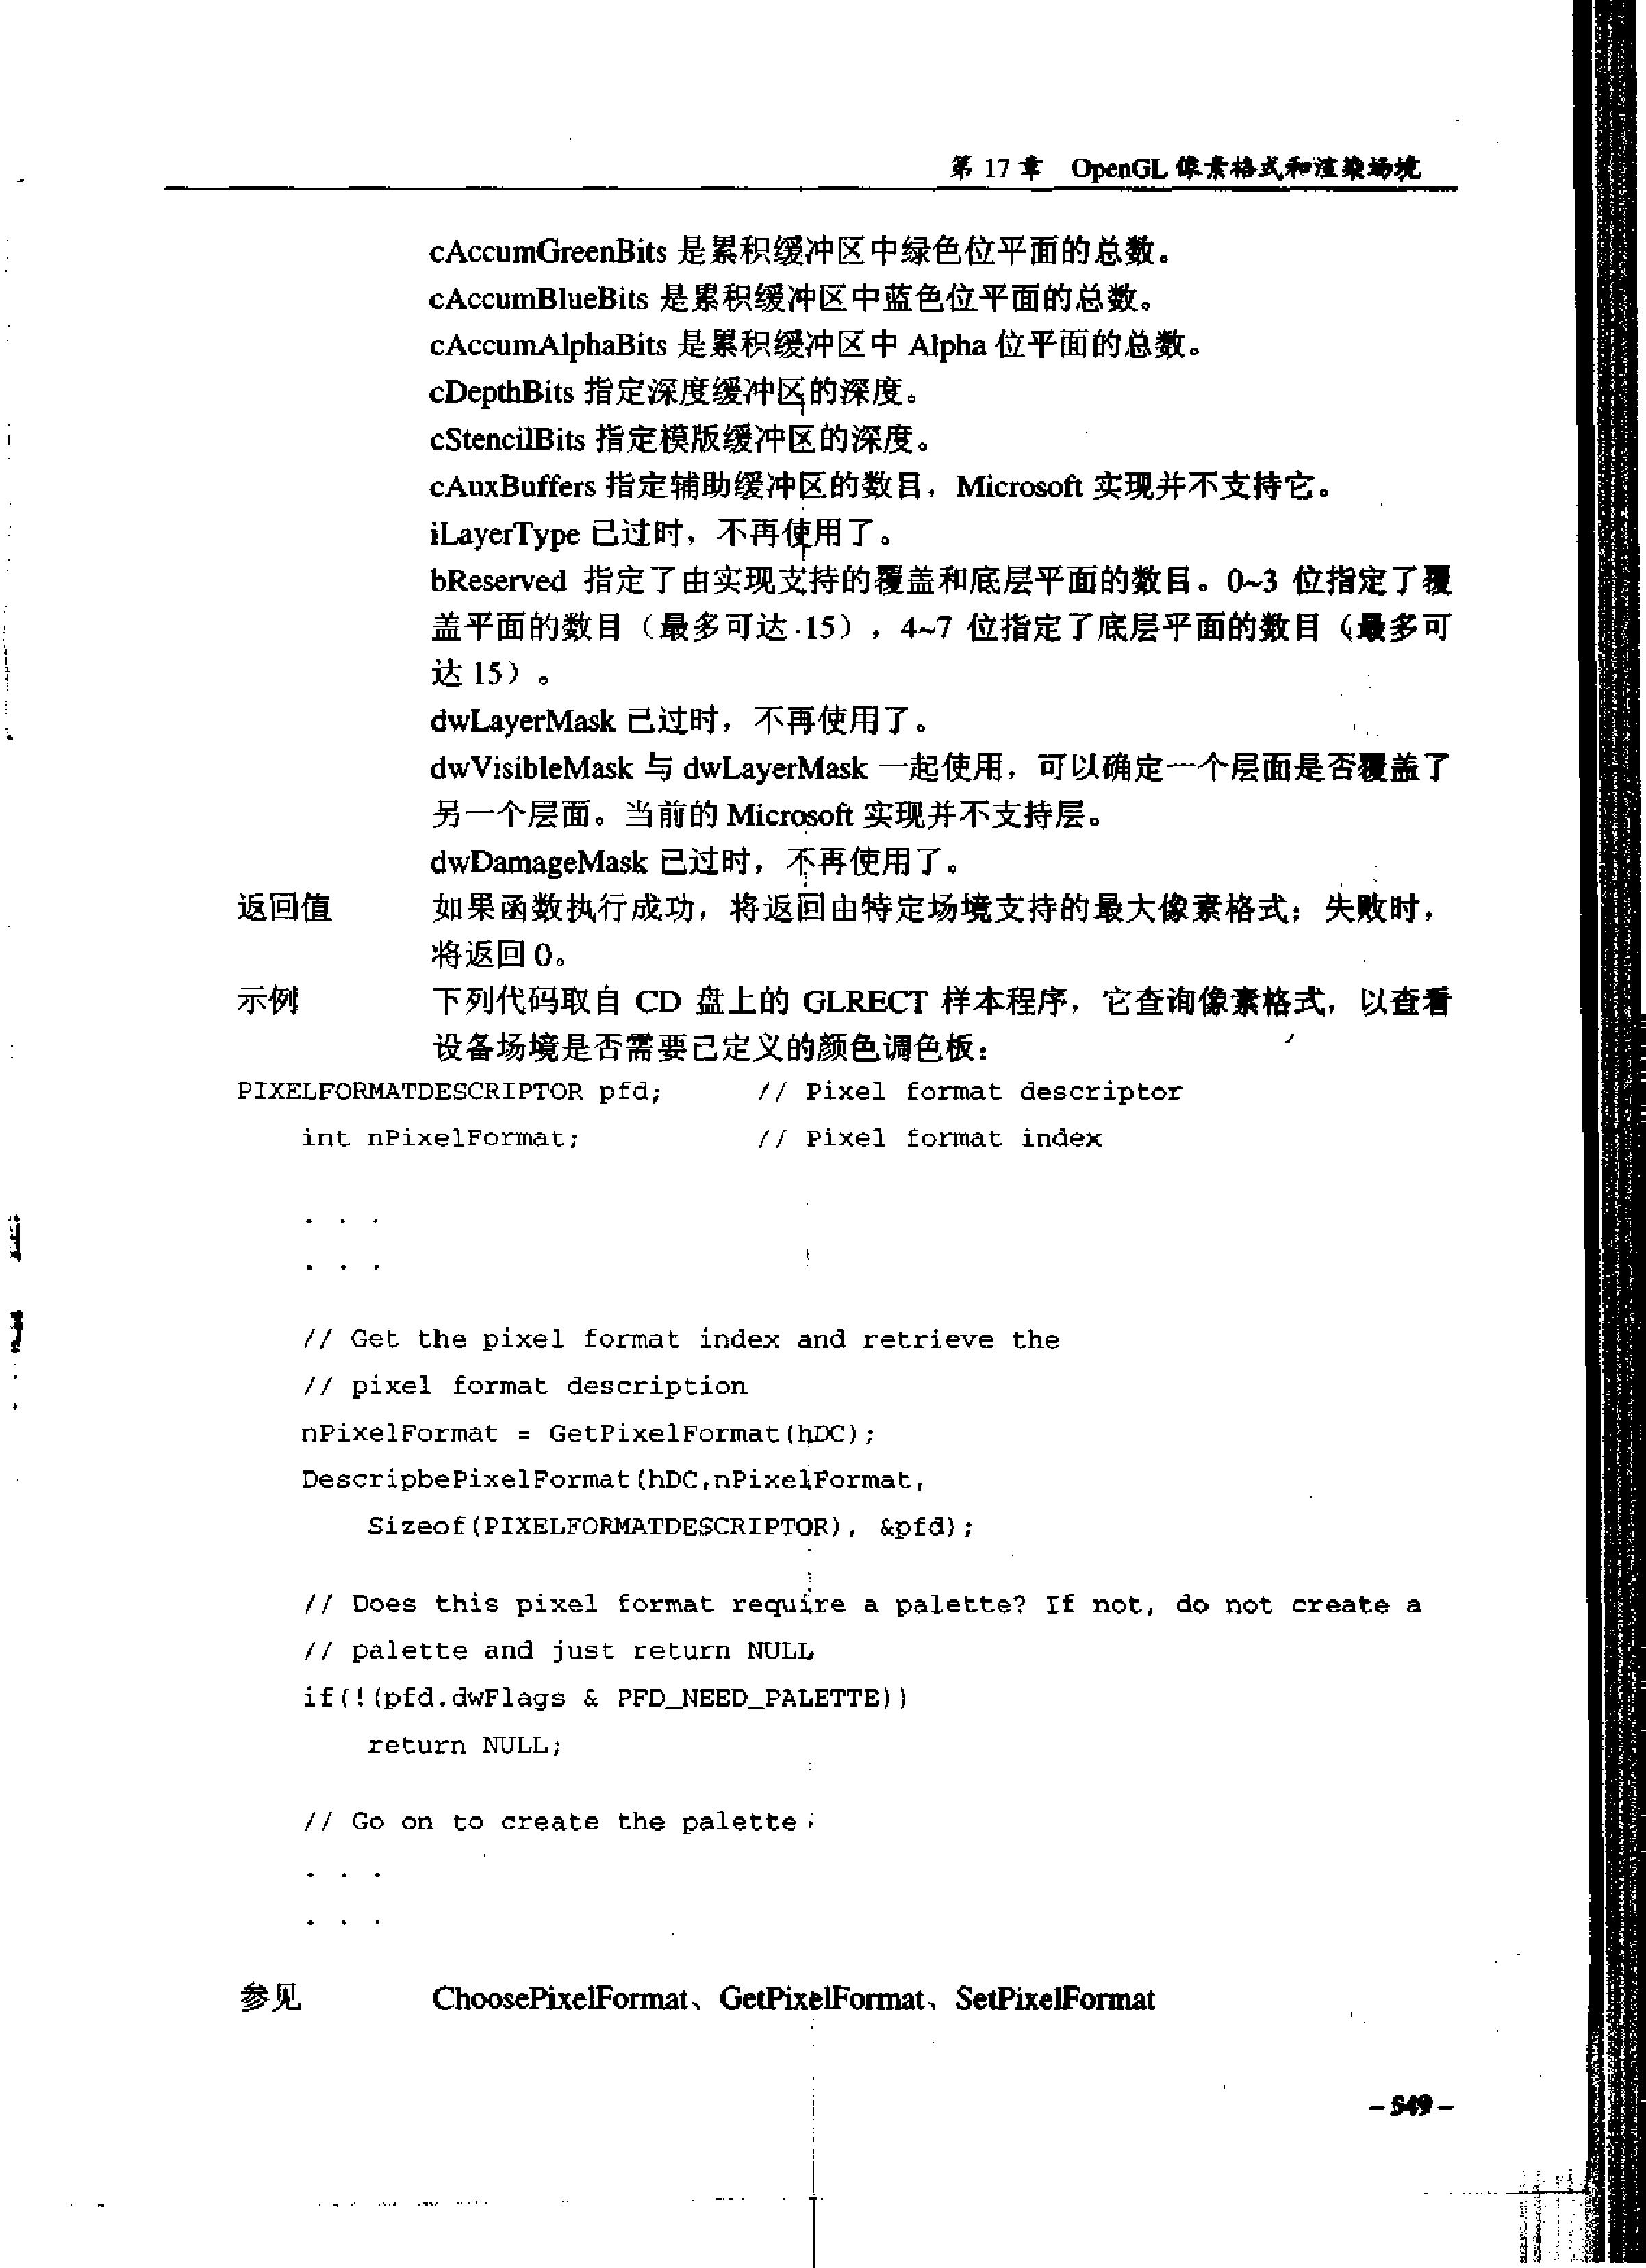 第 17 章 OpenGL 像素格式和渲染场境
cAccumGreenBits 是累积缓冲区中绿色位平面的总数。
cAccumBlueBits 是累积缓冲区中蓝色位平面的总数。
cAccumAlphaBits 是累积缓冲区中 Alpha 位平面的总数。
cDepthBits 指定深度缓冲区的深度。
cStencilBits 指定模版缓冲区的深度。
cAuxBuffers 指定辅助缓冲区的数目，Microsoft 实现并不支持它。
iLayerType 已过时，不再使用了。
bReserved 指定了由实现支持的覆盖和底层平面的数目。0~3 位指定了覆
盖平面的数目（最多可达 15），4~7 位指定了底层平面的数目（最多可
达 15）。
dwLayerMask 已过时，不再使用了。
dwVisibleMask 与 dwLayerMask 一起使用，可以确定一个层面是否覆盖了
另一个层面。当前的 Microsoft 实现并不支持层。
dwDamageMask 已过时，不再使用了。
返回值 如果函数执行成功，将返回由特定场境支持的最大像素格式；失败时，
将返回 0。
示例 下列代码取自 CD 盘上的 GLRECT 样本程序，它查询像素格式，以查看
设备场境是否需要已定义的颜色调色板：
PIXELFORMATDESCRIPTOR pfd; // Pixel format descriptor
int nPixelFormat; // Pixel format index
. . .
. . .
// Get the pixel format index and retrieve the
// pixel format description
nPixelFormat = GetPixelFormat(hDC);
DescripbePixelFormat(hDC,nPixelFormat,
Sizeof(PIXELFORMATDESCRIPTOR), &pfd);
// Does this pixel format require a palette? If not, do not create a
// palette and just return NULL
if(!(pfd.dwFlags & PFD_NEED_PALETTE))
return NULL;
// Go on to create the palette
. . .
. . .
参见 ChoosePixelFormat、GetPixelFormat、SetPixelFormat
－549－